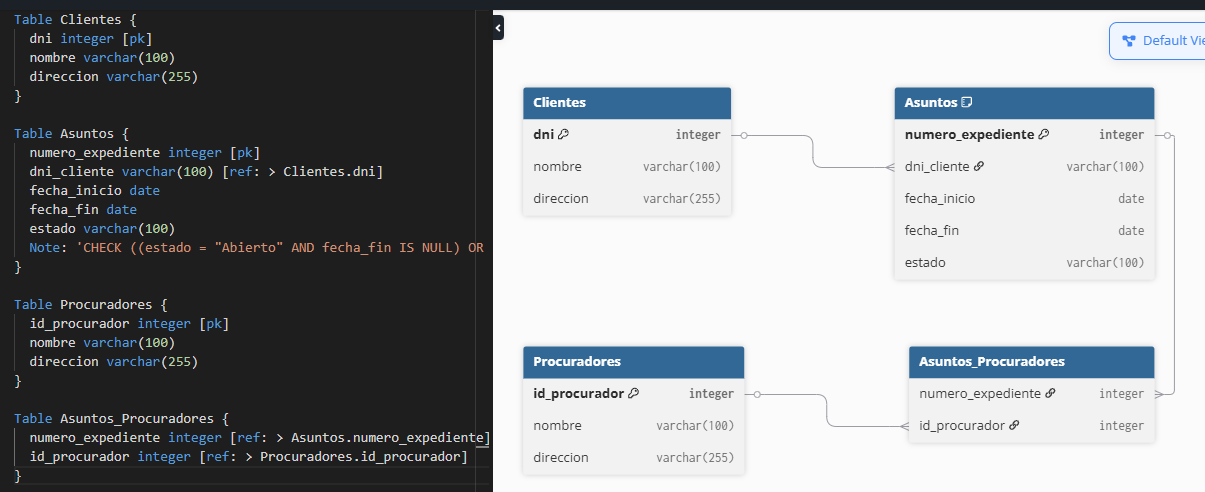 Table Clientes {
dni integer [pk]
nombre varchar(100)
direccion varchar(255)
}
Table Asuntos {
numero_expediente integer [pk]
dni_cliente varchar(100) [ref: > Clientes.dni]
fecha_inicio date
fecha_fin date
estado varchar(100)
Note: 'CHECK ((estado = "Abierto" AND fecha_fin IS NULL) OR
}
Table Procuradores {
id_procurador integer [pk]
nombre varchar(100)
direccion varchar(255)
}
Table Asuntos_Procuradores {
numero_expediente integer [ref: > Asuntos.numero_expediente]
id_procurador integer [ref: > Procuradores.id_procurador]
}
Default Vie
Clientes
dni integer
nombre varchar(100)
direccion varchar(255)
Asuntos
numero_expediente integer
dni_cliente varchar(100)
fecha_inicio date
fecha_fin date
estado varchar(100)
Procuradores
id_procurador integer
nombre varchar(100)
direccion varchar(255)
Asuntos_Procuradores
numero_expediente integer
id_procurador integer